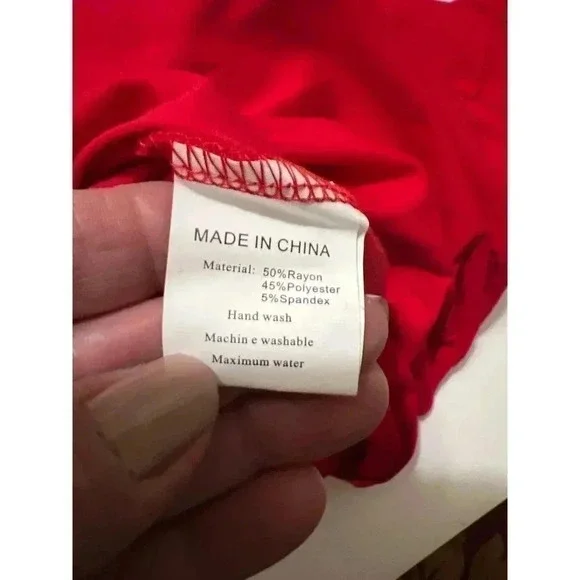 MADE IN CHINA
Material: 50%Rayon
45%Polyester
5%Spandex
Hand wash
Machin e washable
Maximum water